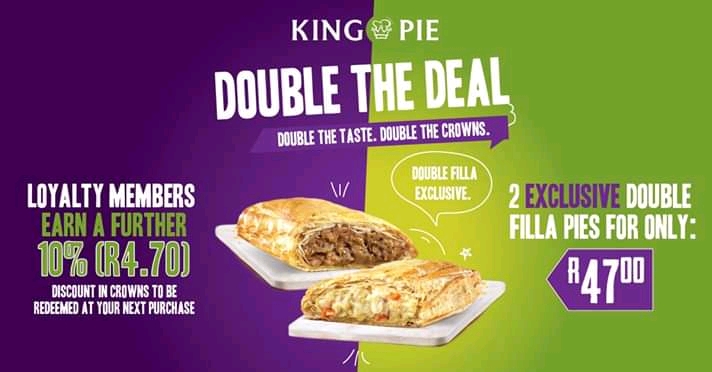 KING PIE
DOUBLE THE DEAL
DOUBLE THE TASTE. DOUBLE THE CROWNS.
LOYALTY MEMBERS
EARN A FURTHER
10% (R4.70)
DISCOUNT IN CROWNS TO BE
REDEEMED AT YOUR NEXT PURCHASE
DOUBLE FILLA
EXCLUSIVE.
2 EXCLUSIVE DOUBLE
FILLA PIES FOR ONLY:
R4700